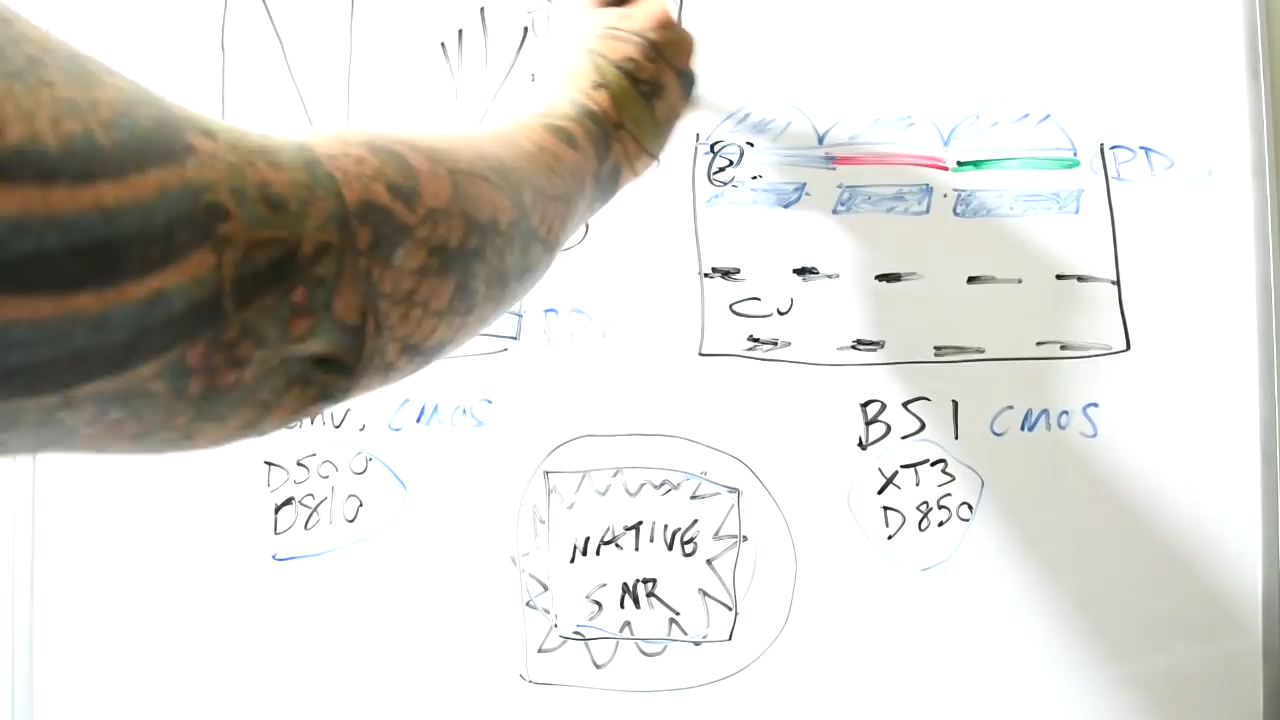 PD
CU
PD
CMOS
BSI CMOS
D500
D810
XT3
D850
NATIVE
SNR